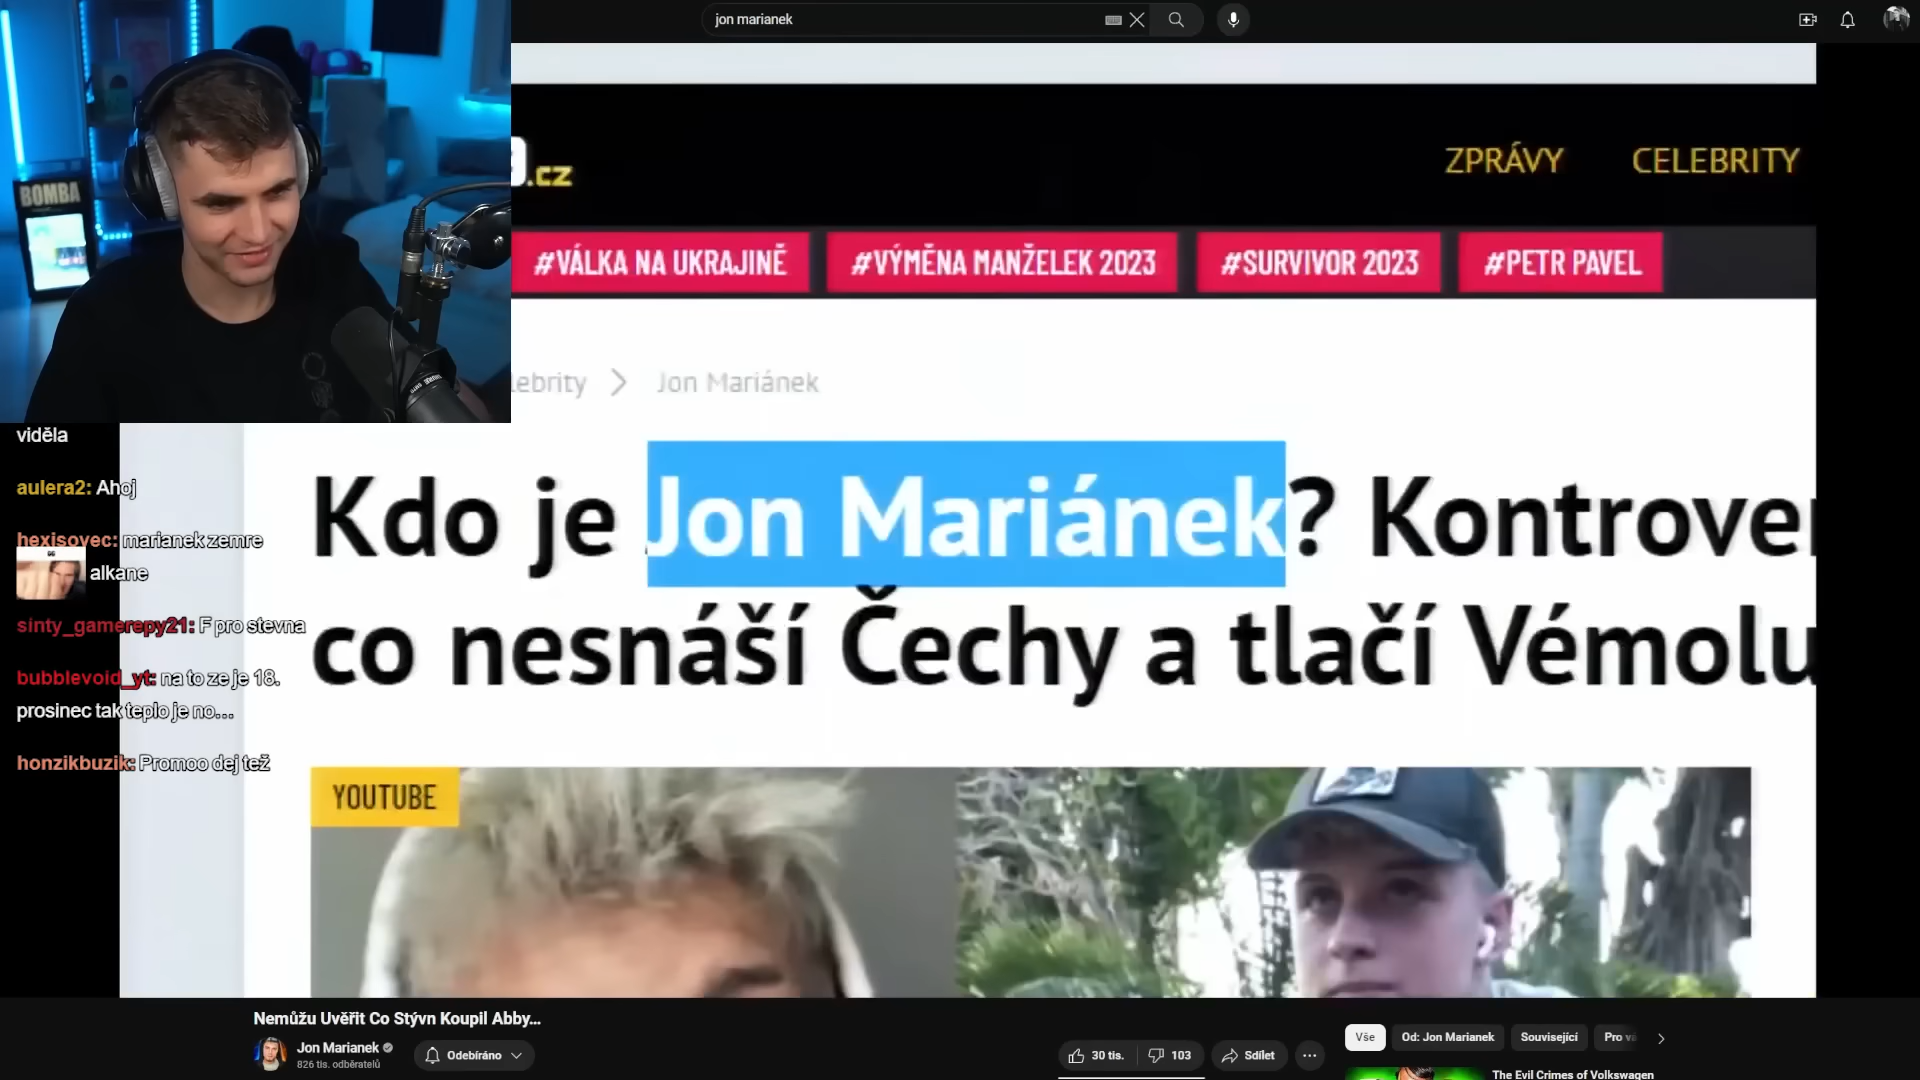 jon marianek
BOMBA
.cz
ZPRÁVY
CELEBRITY
#VÁLKA NA UKRAJINĚ
#VÝMĚNA MANŽELEK 2023
#SURVIVOR 2023
#PETR PAVEL
lebrity > Jon Mariánek
viděla
aulera2: Ahoj
hexisovec: marianek zemre
alkane
sinty_gamerepy21: F pro stevna
bubblevoid_yt: na to ze je 18.
prosinec tak teplo je no...
honzikbuzik: Promoo dej též
Kdo je Jon Mariánek? Kontrover
co nesnáší Čechy a tlačí Vémolu
YOUTUBE
Nemůžu Uvěřit Co Stývn Koupil Abby...
Jon Marianek
826 tis. odběratelů
Odebíráno
30 tis.
103
Sdílet
Vše
Od: Jon Marianek
Související
Pro v
The Evil Crimes of Volkswagen